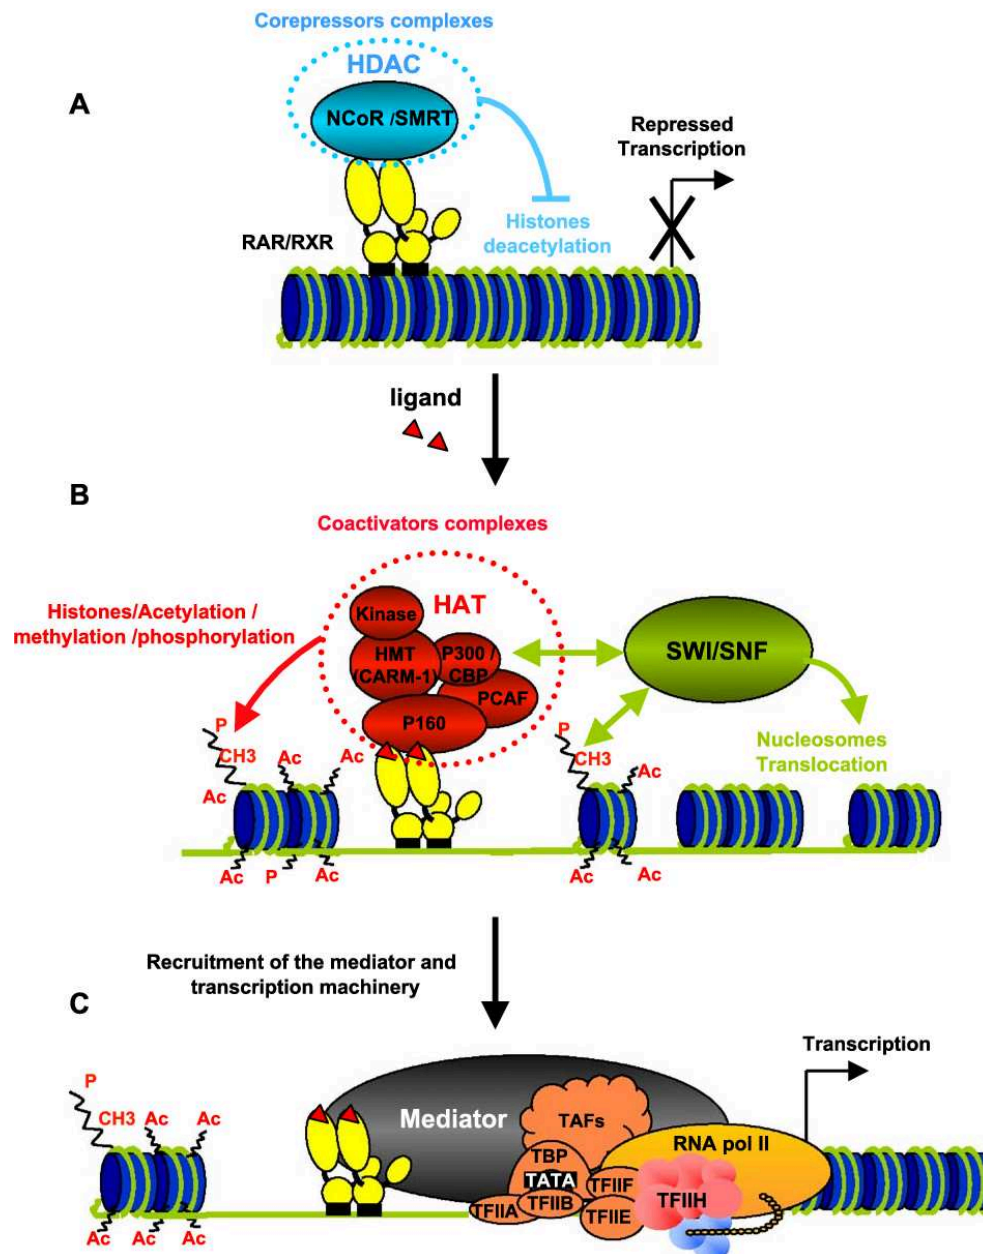 Corepressors complexes
HDAC
A
NCoR /SMRT
Repressed
Transcription
Histones
deacetylation
RAR/RXR
ligand
B
Coactivators complexes
Histones/Acetylation /
methylation /phosphorylation
Kinase
HAT
HMT
(CARM-1)
P300 /
CBP
PCAF
P160
SWI/SNF
Nucleosomes
Translocation
P
CH3
Ac
Ac
Ac
Ac
P
Ac
P
CH3
Ac
Ac
Ac
Recruitment of the mediator and
transcription machinery
C
Transcription
P
CH3
Ac
Ac
Ac
Ac
Ac
Mediator
TAFs
RNA pol II
TBP
TATA
TFIIF
TFIIH
TFIIA
TFIIB
TFIIE